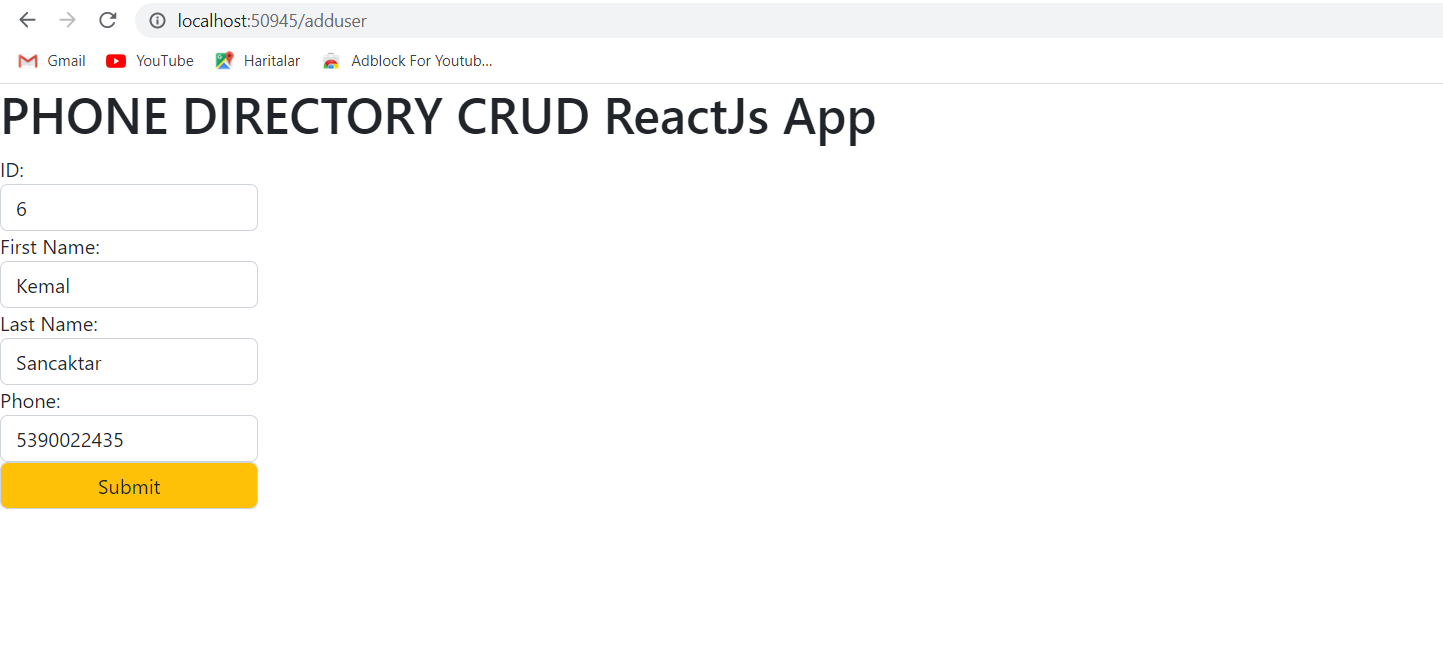 localhost:50945/adduser
Gmail YouTube Haritalar Adblock For Youtub...
PHONE DIRECTORY CRUD ReactJs App
ID:
6
First Name:
Kemal
Last Name:
Sancaktar
Phone:
5390022435
Submit